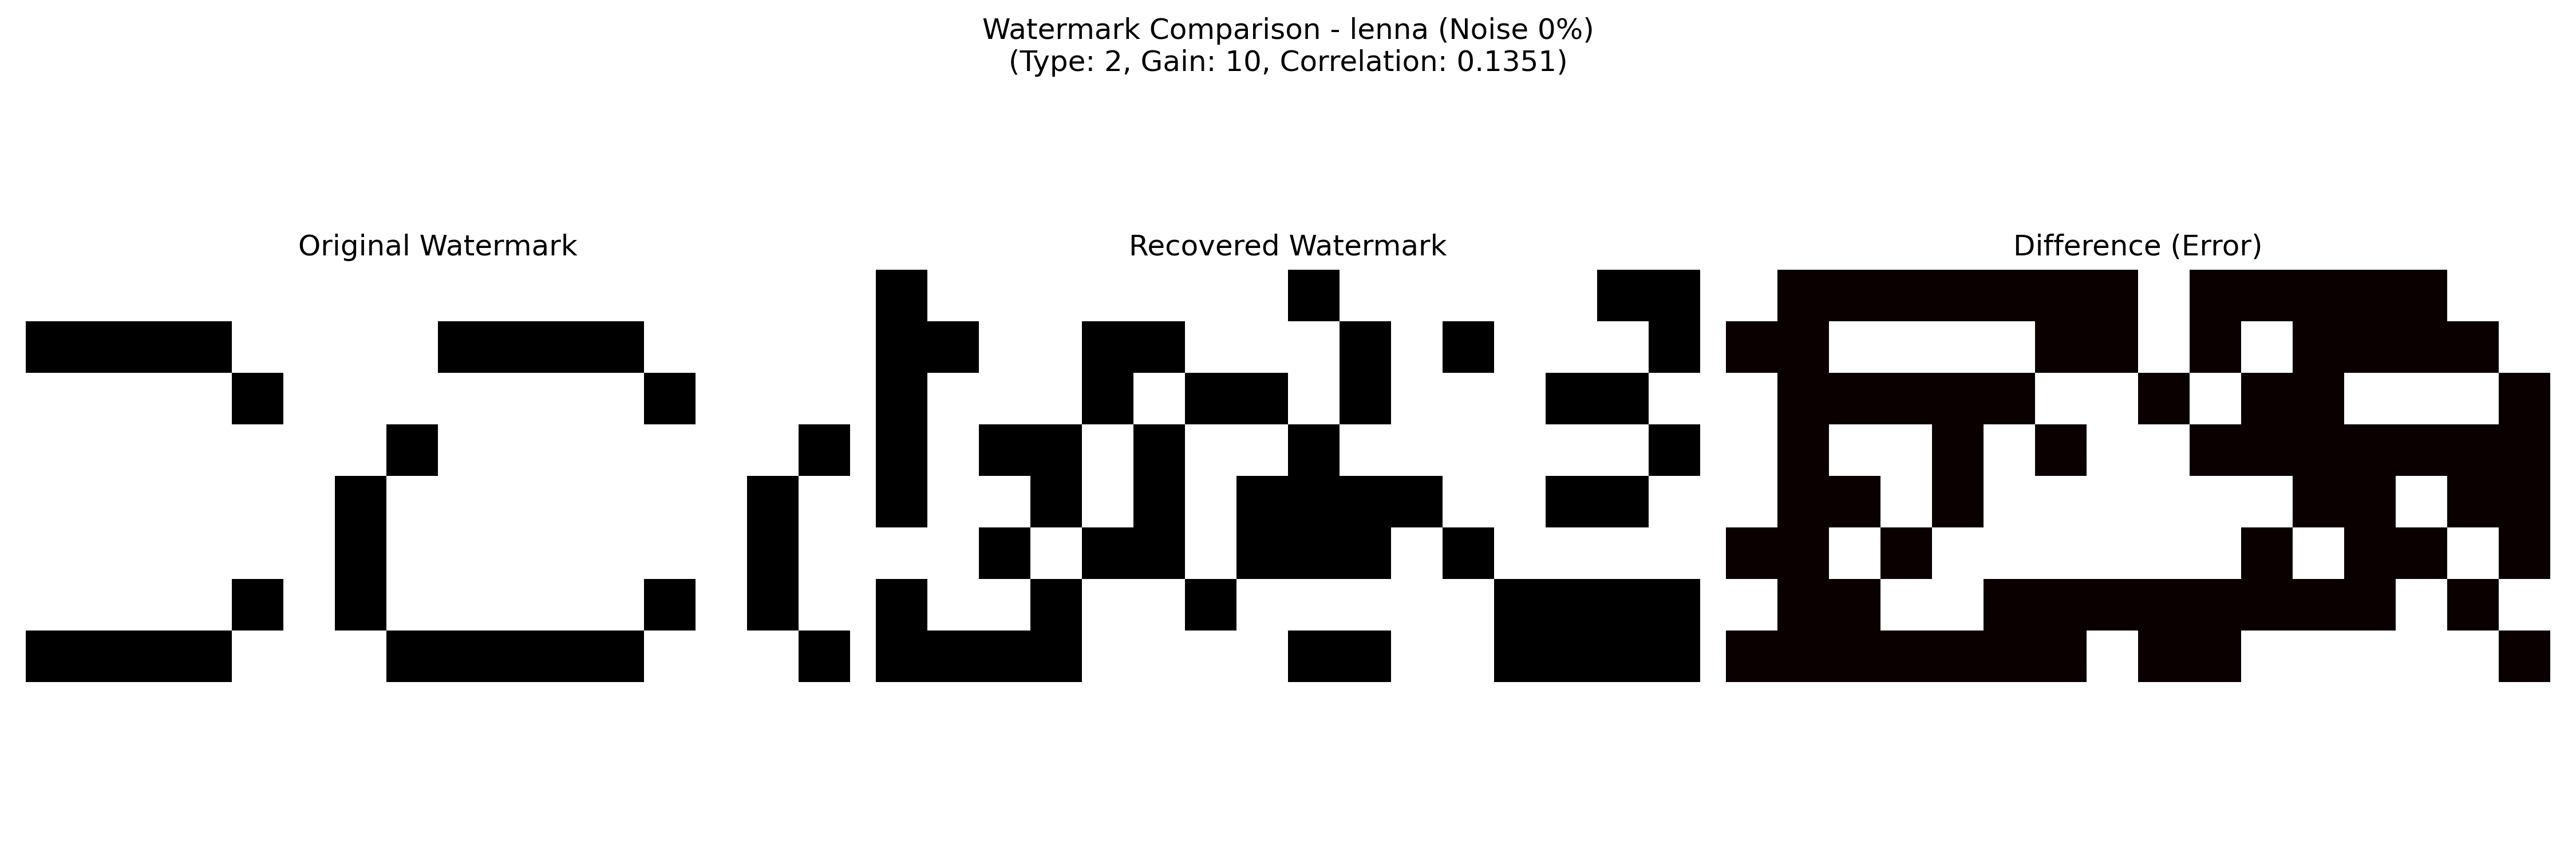 Watermark Comparison - lenna (Noise 0%)
(Type: 2, Gain: 10, Correlation: 0.1351)
Original Watermark
Recovered Watermark
Difference (Error)